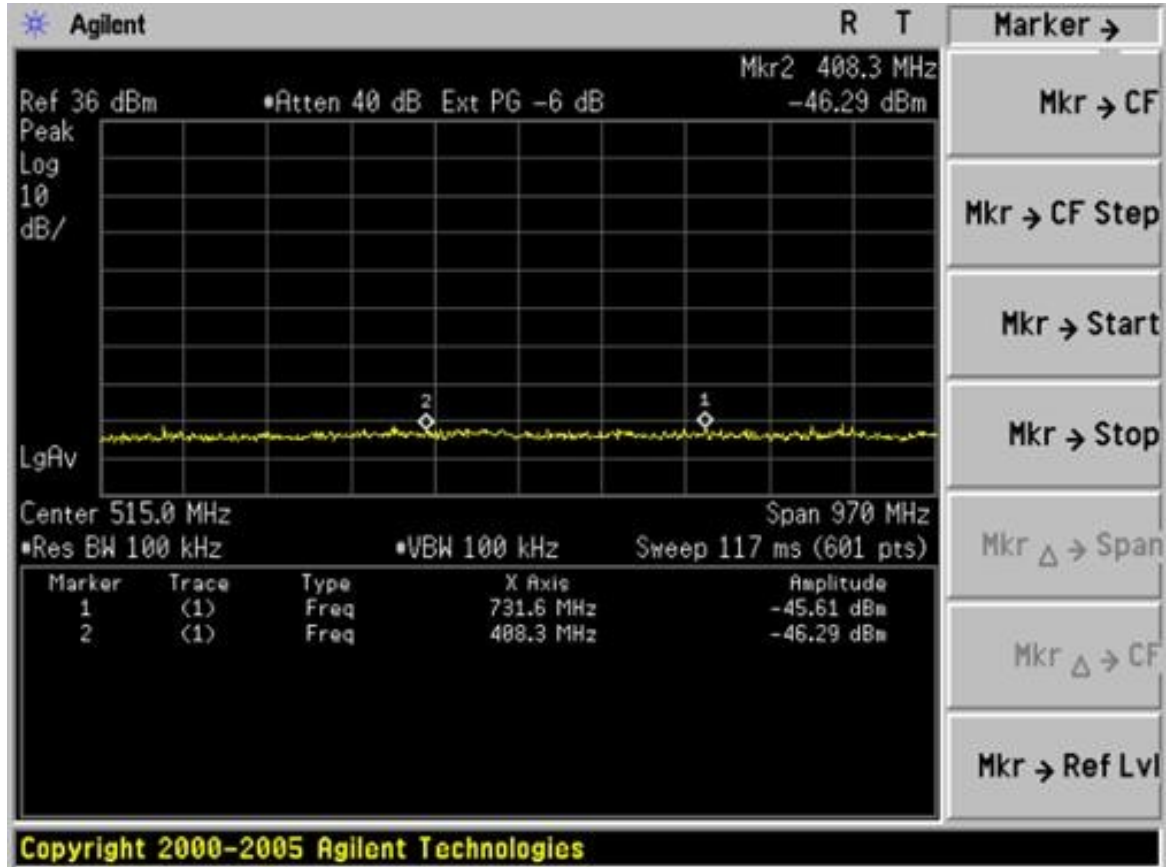 Agilent R T
Mkr2 408.3 MHz
Ref 36 dBm •Atten 40 dB Ext PG -6 dB -46.29 dBm
Peak
Log
10
dB/
2
1
LgAv
Center 515.0 MHz Span 970 MHz
•Res BW 100 kHz •VBW 100 kHz Sweep 117 ms (601 pts)
Marker Trace Type X Axis Amplitude
1 (1) Freq 731.6 MHz -45.61 dBm
2 (1) Freq 408.3 MHz -46.29 dBm
Marker →
Mkr → CF
Mkr → CF Step
Mkr → Start
Mkr → Stop
Mkr Δ → Span
Mkr Δ → CF
Mkr → Ref Lvl
Copyright 2000-2005 Agilent Technologies